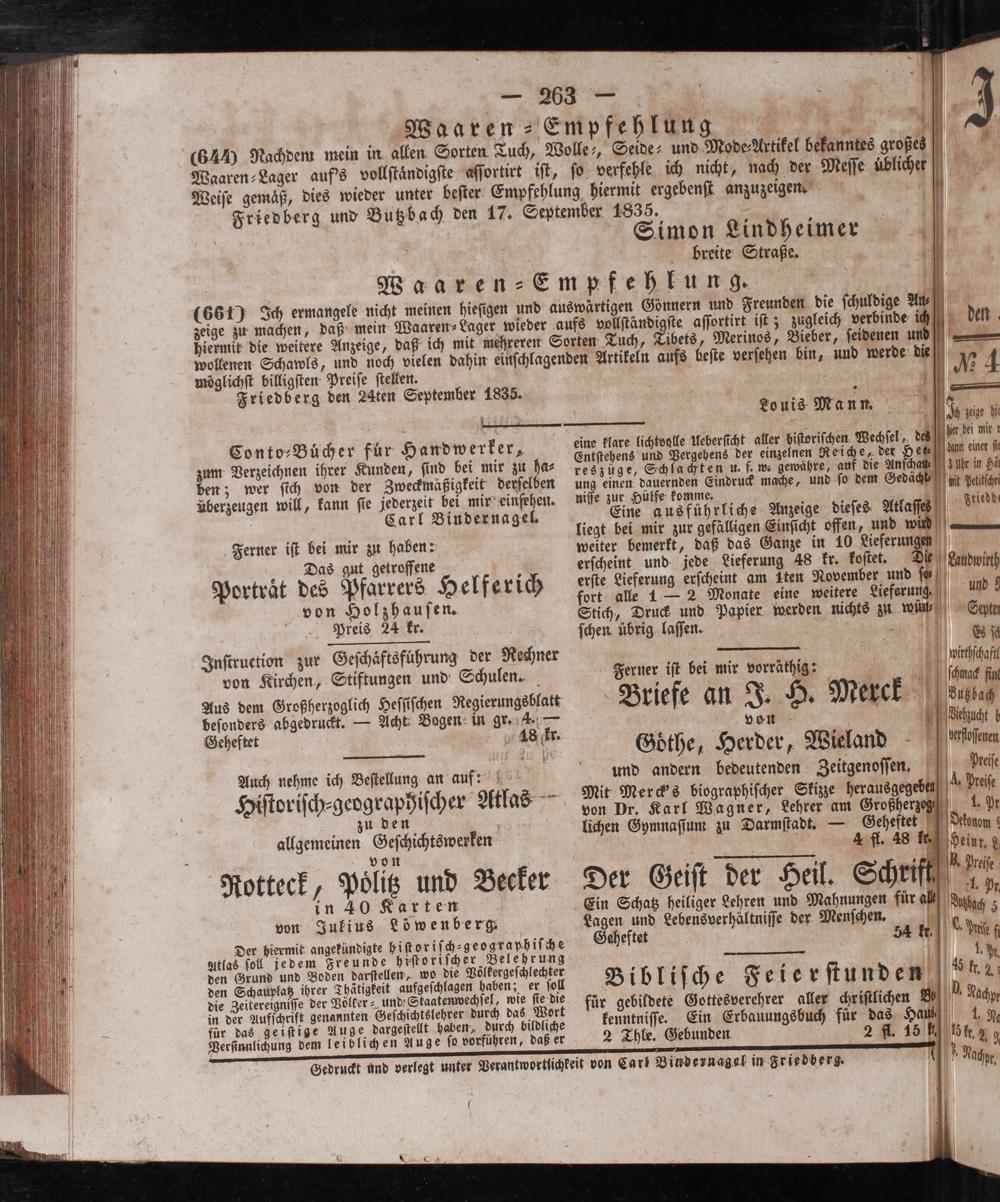 — 263 —
Waaren-Empfehlung
(644) Nachdem mein in allen Sorten Tuch, Wolle-, Seide- und Mode-Artikel bekanntes großes
Waaren-Lager auf's vollständigste assortirt ist, so verfehle ich nicht, nach der Messe üblicher
Weise gemäß, dies wieder unter bester Empfehlung hiermit ergebenst anzuzeigen.
Friedberg und Butzbach den 17. September 1835.
Simon Lindheimer
breite Straße.
Waaren-Empfehlung.
(661) Ich ermangele nicht meinen hiesigen und auswärtigen Gönnern und Freunden die schuldige An-
zeige zu machen, daß mein Waaren-Lager wieder aufs vollständigste assortirt ist; zugleich verbinde ich
hiermit die weitere Anzeige, daß ich mit mehreren Sorten Tuch, Tibets, Merinos, Bieber, seidenen und
wollenen Schawls, und noch vielen dahin einschlagenden Artikeln aufs beste versehen bin, und werde die
möglichst billigsten Preise stellen.
Friedberg den 24ten September 1835.
Louis Mann.
Conto-Bücher für Handwerker,
zum Verzeichnen ihrer Kunden, sind bei mir zu ha-
ben; wer sich von der Zweckmäßigkeit derselben
überzeugen will, kann sie jederzeit bei mir einsehen.
Carl Bindernagel.
Ferner ist bei mir zu haben:
Das gut getroffene
Porträt des Pfarrers Helferich
von Holzhausen.
Preis 24 kr.
Instruction zur Geschäftsführung der Rechner
von Kirchen, Stiftungen und Schulen.
Aus dem Großherzoglich Hessischen Regierungsblatt
besonders abgedruckt. — Acht Bogen in gr. 4. —
Geheftet 18 kr.
Auch nehme ich Bestellung an auf:
Historisch-geographischer Atlas
zu den
allgemeinen Geschichtswerken
von
Rotteck, Pölitz und Becker
in 40 Karten
von Julius Löwenberg.
Der hiermit angekündigte historisch-geographische
Atlas soll jedem Freunde historischer Belehrung
den Grund und Boden darstellen, wo die Völkergeschlechter
den Schauplatz ihrer Thätigkeit aufgeschlagen haben; er soll
die Zeitereignisse der Völker- und Staatenwechsel, wie sie die
in der Aufschrift genannten Geschichtslehrer durch das Wort
für das geistige Auge dargestellt haben, durch bildliche
Versinnlichung dem leiblichen Auge so vorführen, daß er
eine klare lichtvolle Uebersicht aller historischen Wechsel, des
Entstehens und Vergehens der einzelnen Reiche, der Hee-
reszüge, Schlachten u. s. w. gewähre, auf die Anschau-
ung einen dauernden Eindruck mache, und so dem Gedächt-
nisse zur Hülfe komme.
Eine ausführliche Anzeige dieses Atlasses
liegt bei mir zur gefälligen Einsicht offen, und wird
weiter bemerkt, daß das Ganze in 10 Lieferungen
erscheint und jede Lieferung 48 kr. kostet. Die
erste Lieferung erscheint am 1ten November und so-
fort alle 1 — 2 Monate eine weitere Lieferung.
Stich, Druck und Papier werden nichts zu wün-
schen übrig lassen.
Ferner ist bei mir vorräthig:
Briefe an J. H. Merck
von
Göthe, Herder, Wieland
und andern bedeutenden Zeitgenossen.
Mit Merck's biographischer Skizze herausgegeben
von Dr. Karl Wagner, Lehrer am Großherzog-
lichen Gymnasium zu Darmstadt. — Geheftet
4 fl. 48 kr.
Der Geist der Heil. Schrift.
Ein Schatz heiliger Lehren und Mahnungen für alle
Lagen und Lebensverhältnisse der Menschen.
Geheftet 54 kr.
Biblische Feierstunden
für gebildete Gottesverehrer aller christlichen Be-
kenntnisse. Ein Erbauungsbuch für das Haus.
2 Thle. Gebunden 2 fl. 15 kr.
Gedruckt und verlegt unter Verantwortlichkeit von Carl Bindernagel in Friedberg.